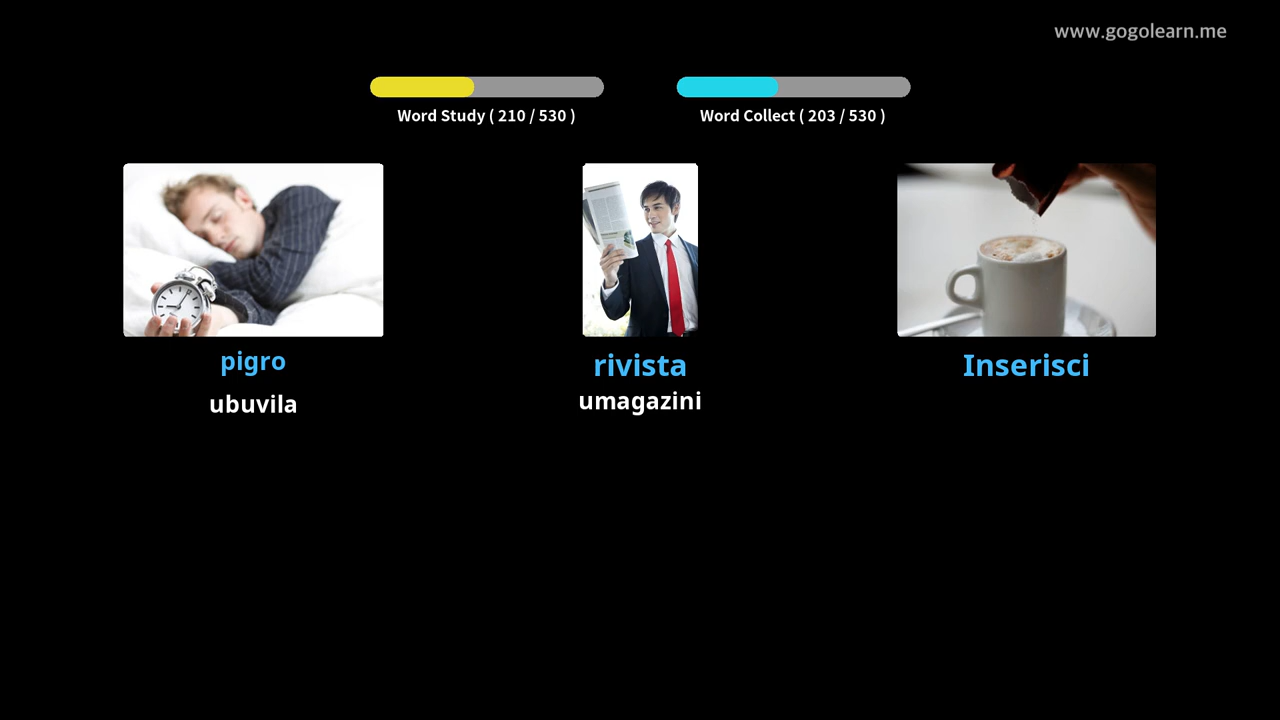 www.gogolearn.me
Word Study ( 210 / 530 )
Word Collect ( 203 / 530 )
pigro
rivista
Inserisci
ubuvila
umagazini